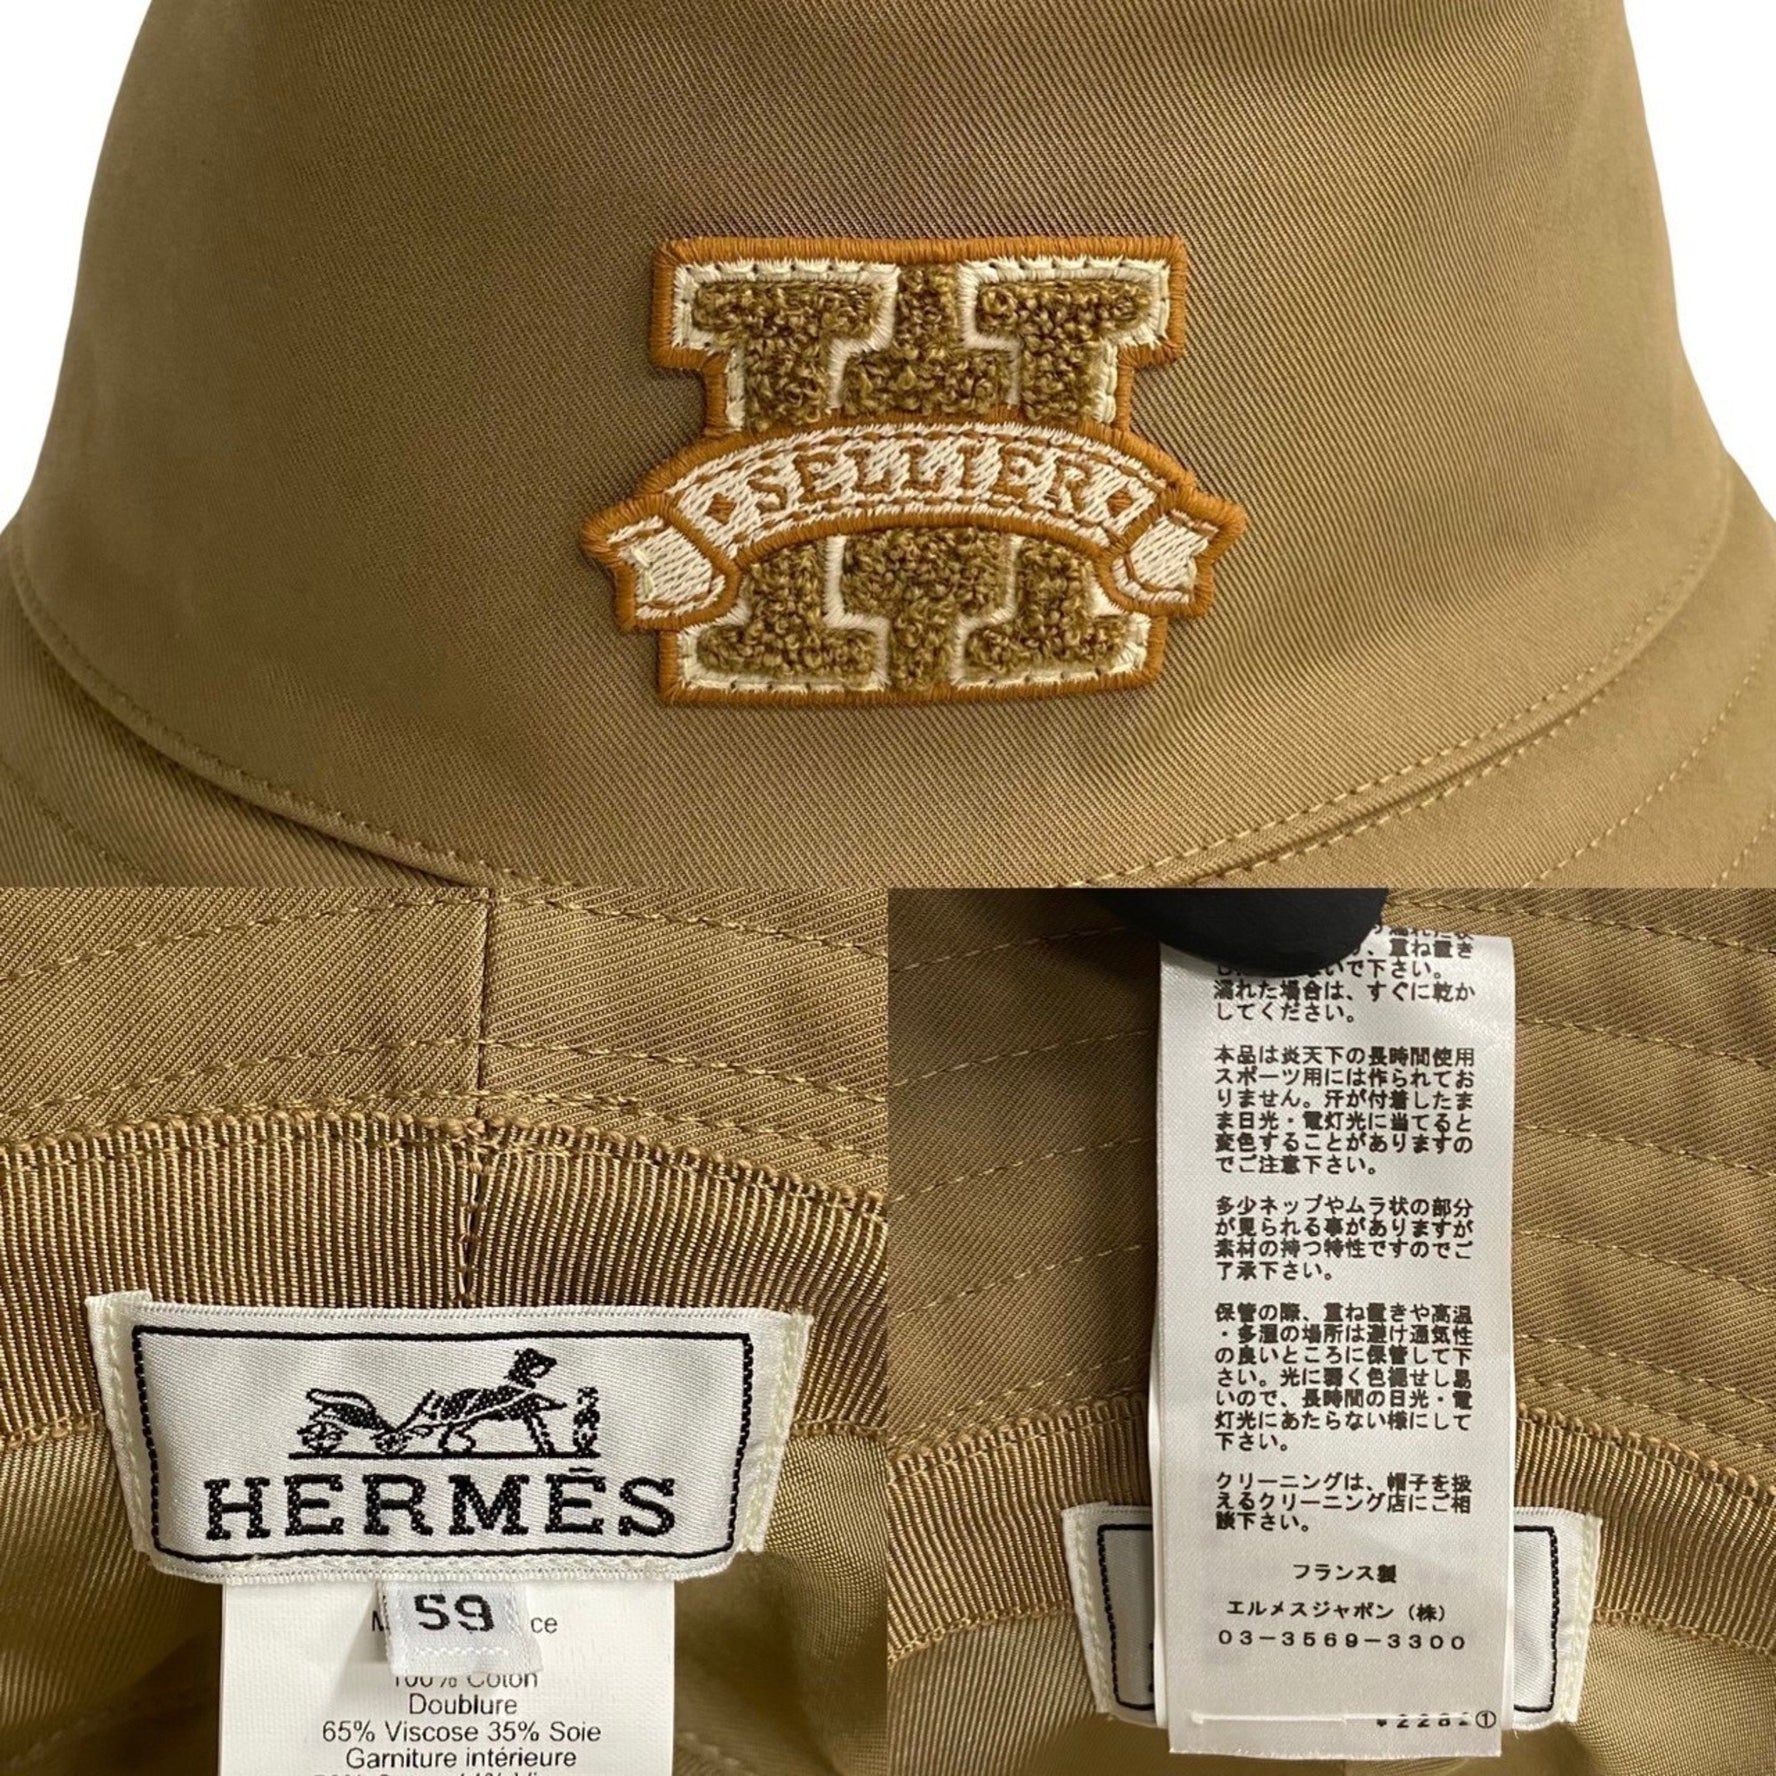 SELLIER
HERMĒS
59
ce
100% Coton
Doublure
65% Viscose 35% Soie
Garniture intérieure
、重ね置き
いで下さい。
濡れた場合は、すぐに乾か
してください。
本品は炎天下の長時間使用
スポーツ用には作られてお
りません。汗が付着したま
ま日光・電灯光に当てると
変色することがありますの
でご注意下さい。
多少ネップやムラ状の部分
が見られる事がありますが
素材の持つ特性ですのでご
了承下さい。
保管の際、重ね置きや高温
・多湿の場所は避け通気性
の良いところに保管して下
さい。光に弱く色褪せし易
いので、長時間の日光・電
灯光にあたらない様にして
下さい。
クリーニングは、帽子を扱
えるクリーニング店にご相
談下さい。
フランス製
エルメスジャポン（株）
03−3569−3300